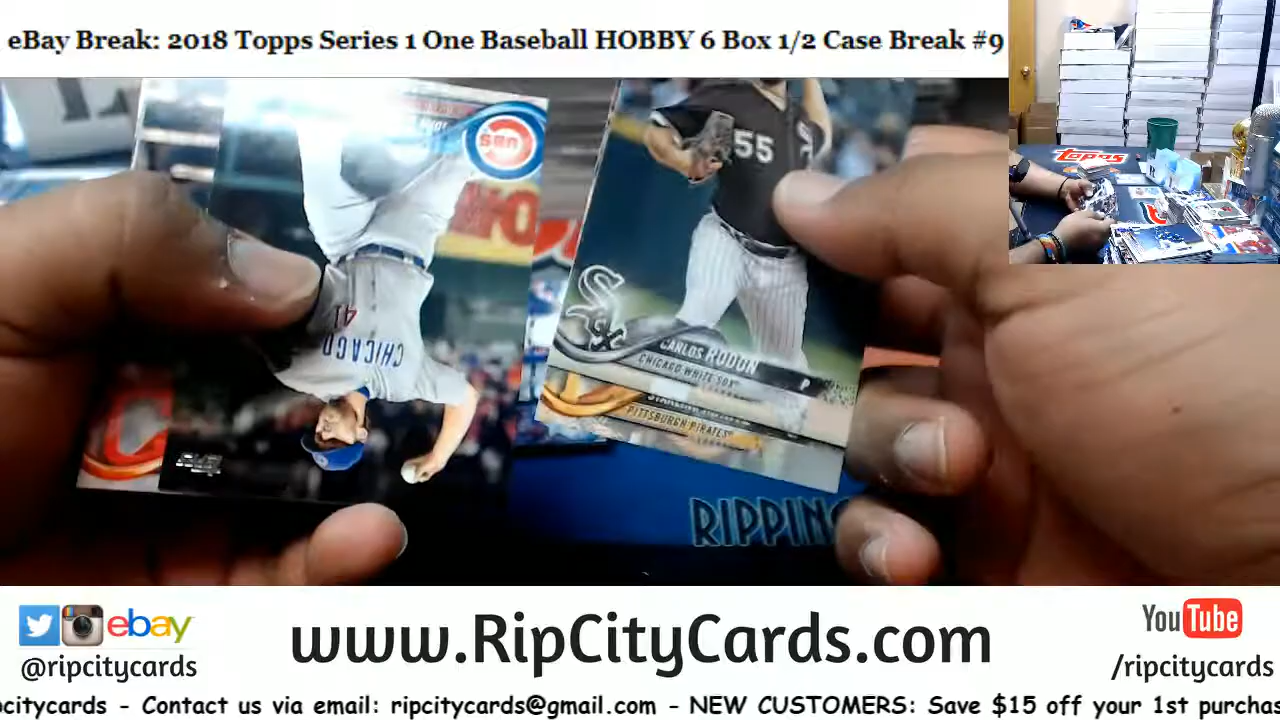 eBay Break: 2018 Topps Series 1 One Baseball HOBBY 6 Box 1/2 Case Break #9
CUBS
55
CARLOS RODON
P
CHICAGO WHITE SOX
PITTSBURGH PIRATES
41
CHICAGO
Topps
RIPPING
ebay
@ripcitycards
www.RipCityCards.com
YouTube
/ripcitycards
citycards - Contact us via email: ripcitycards@gmail.com - NEW CUSTOMERS: Save $15 off your 1st purchas